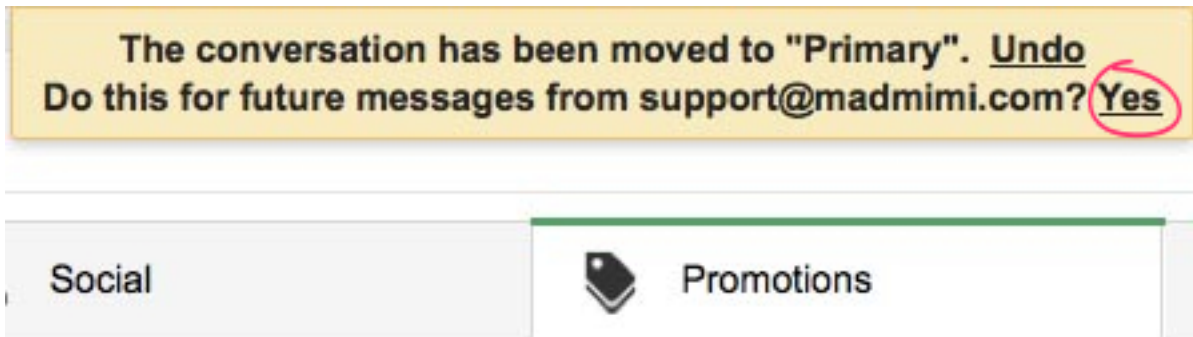 The conversation has been moved to "Primary". Undo
Do this for future messages from support@madmimi.com? Yes
Social
Promotions